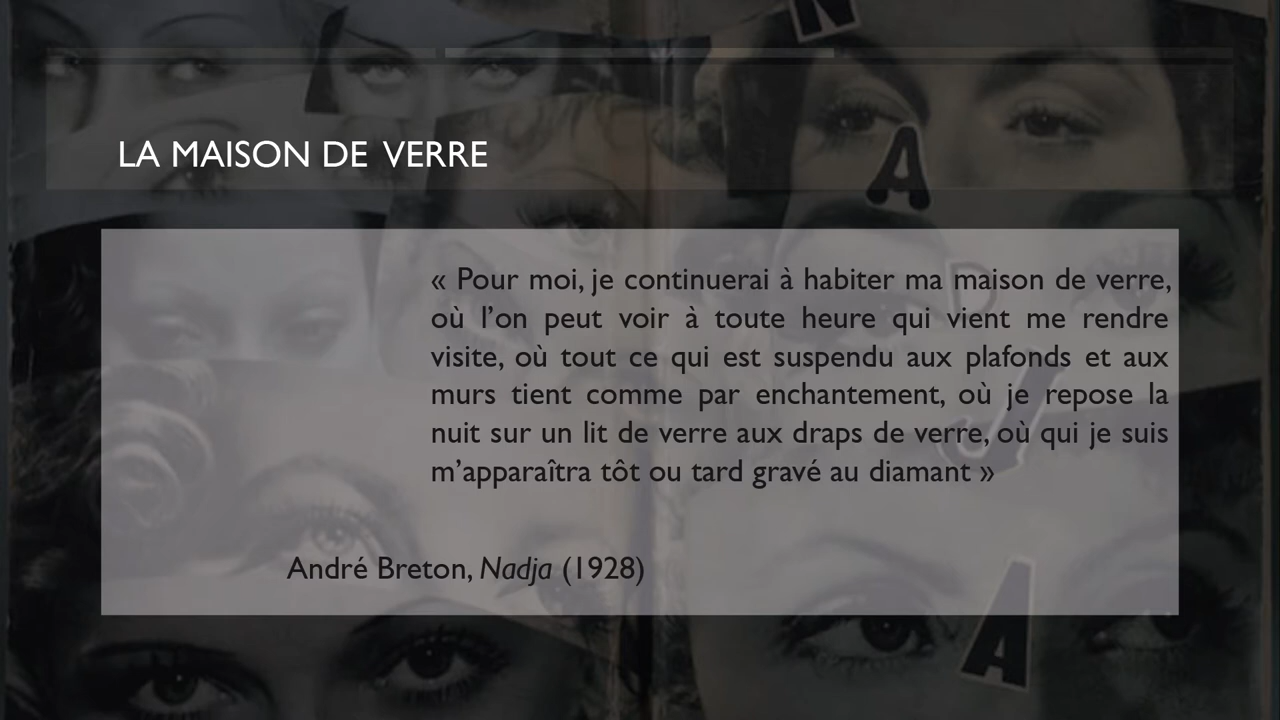 N
A
LA MAISON DE VERRE
« Pour moi, je continuerai à habiter ma maison de verre,
où l’on peut voir à toute heure qui vient me rendre
visite, où tout ce qui est suspendu aux plafonds et aux
murs tient comme par enchantement, où je repose la
nuit sur un lit de verre aux draps de verre, où qui je suis
m’apparaîtra tôt ou tard gravé au diamant »
D
J
André Breton, Nadja (1928)
A